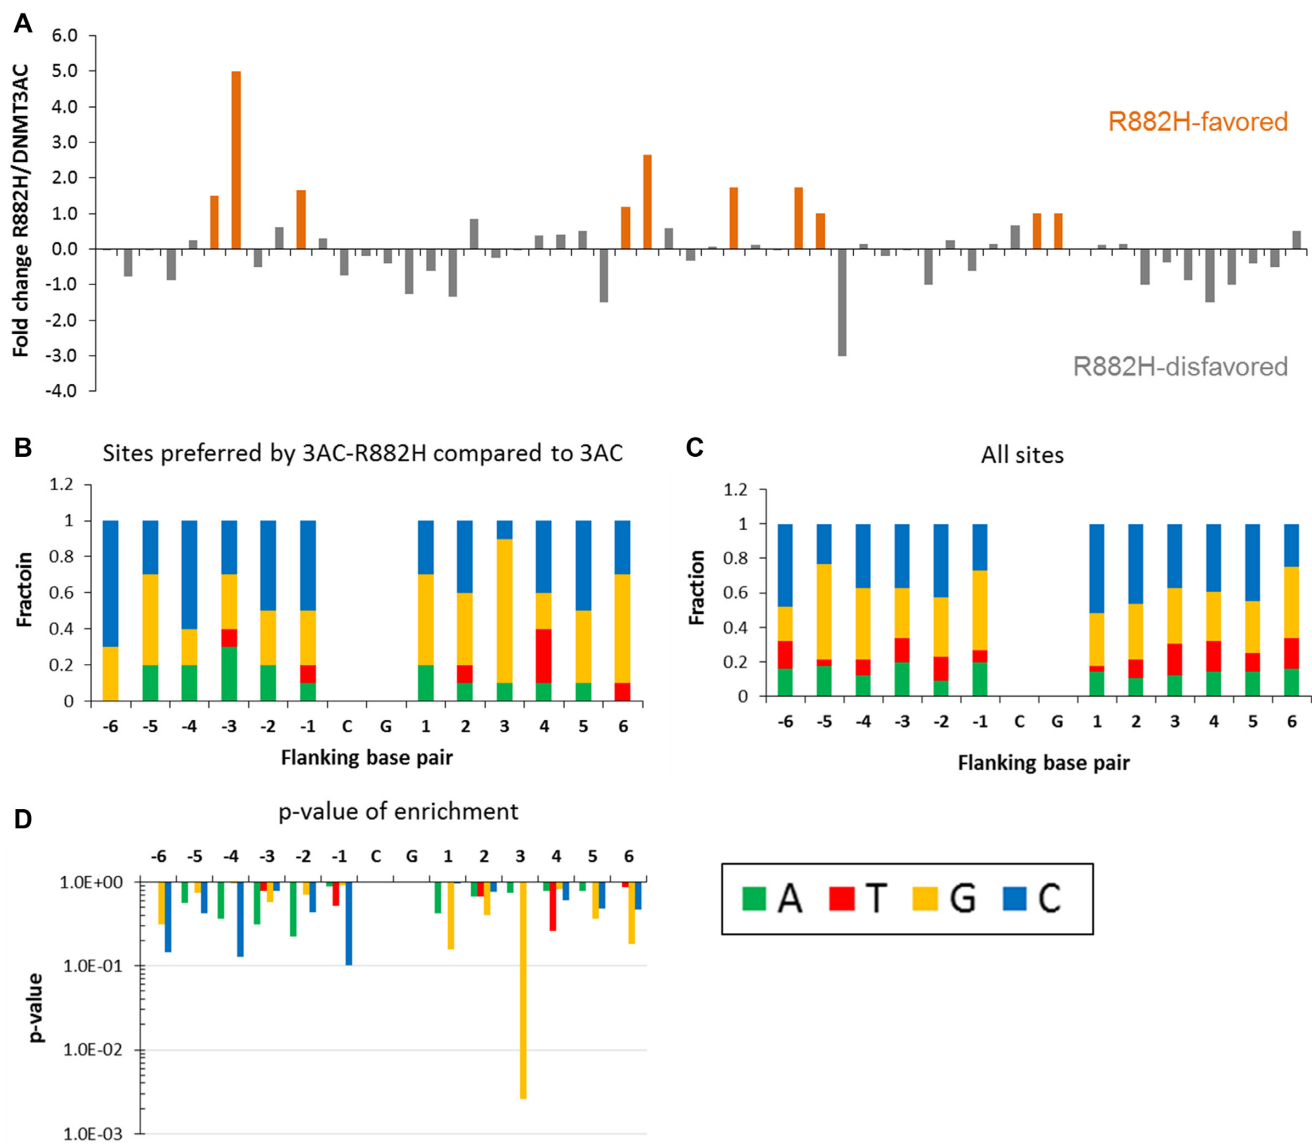 A
6.0
5.0
4.0
3.0
2.0
1.0
0.0
-1.0
-2.0
-3.0
-4.0
Fold change R882H/DNMT3AC
R882H-favored
R882H-disfavored
B
Sites preferred by 3AC-R882H compared to 3AC
1.2
1
0.8
0.6
0.4
0.2
0
Fractoin
-6 -5 -4 -3 -2 -1 C G 1 2 3 4 5 6
Flanking base pair
C
All sites
1.2
1
0.8
0.6
0.4
0.2
0
Fraction
-6 -5 -4 -3 -2 -1 C G 1 2 3 4 5 6
Flanking base pair
D
p-value of enrichment
-6 -5 -4 -3 -2 -1 C G 1 2 3 4 5 6
1.0E+00
1.0E-01
1.0E-02
1.0E-03
p-value
A T G C